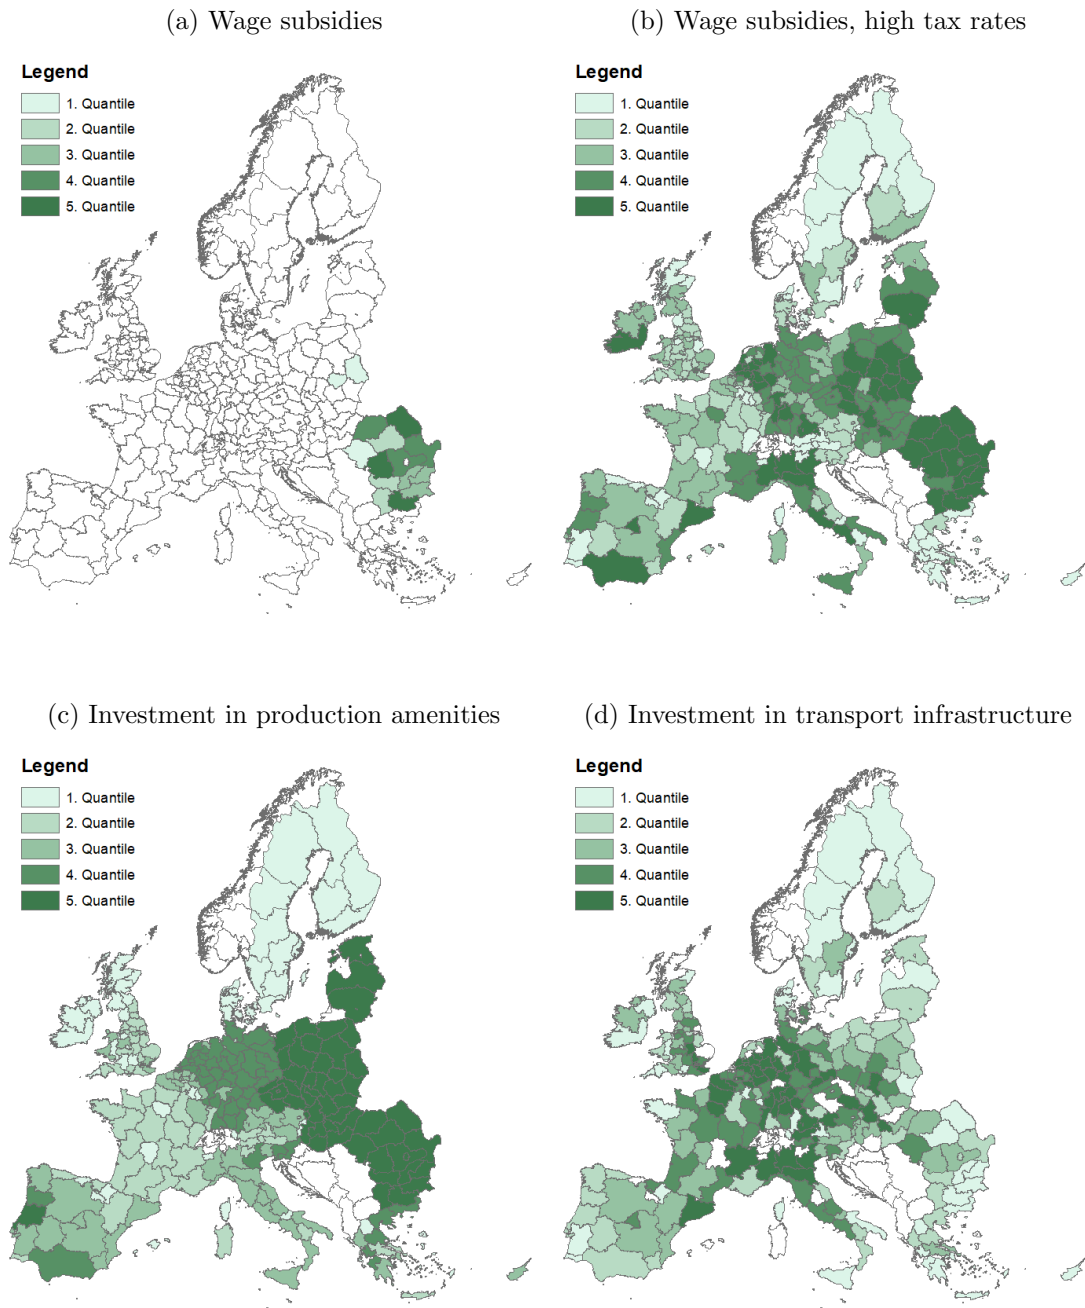 (a) Wage subsidies
Legend
1. Quantile
2. Quantile
3. Quantile
4. Quantile
5. Quantile
(b) Wage subsidies, high tax rates
Legend
1. Quantile
2. Quantile
3. Quantile
4. Quantile
5. Quantile
(c) Investment in production amenities
Legend
1. Quantile
2. Quantile
3. Quantile
4. Quantile
5. Quantile
(d) Investment in transport infrastructure
Legend
1. Quantile
2. Quantile
3. Quantile
4. Quantile
5. Quantile